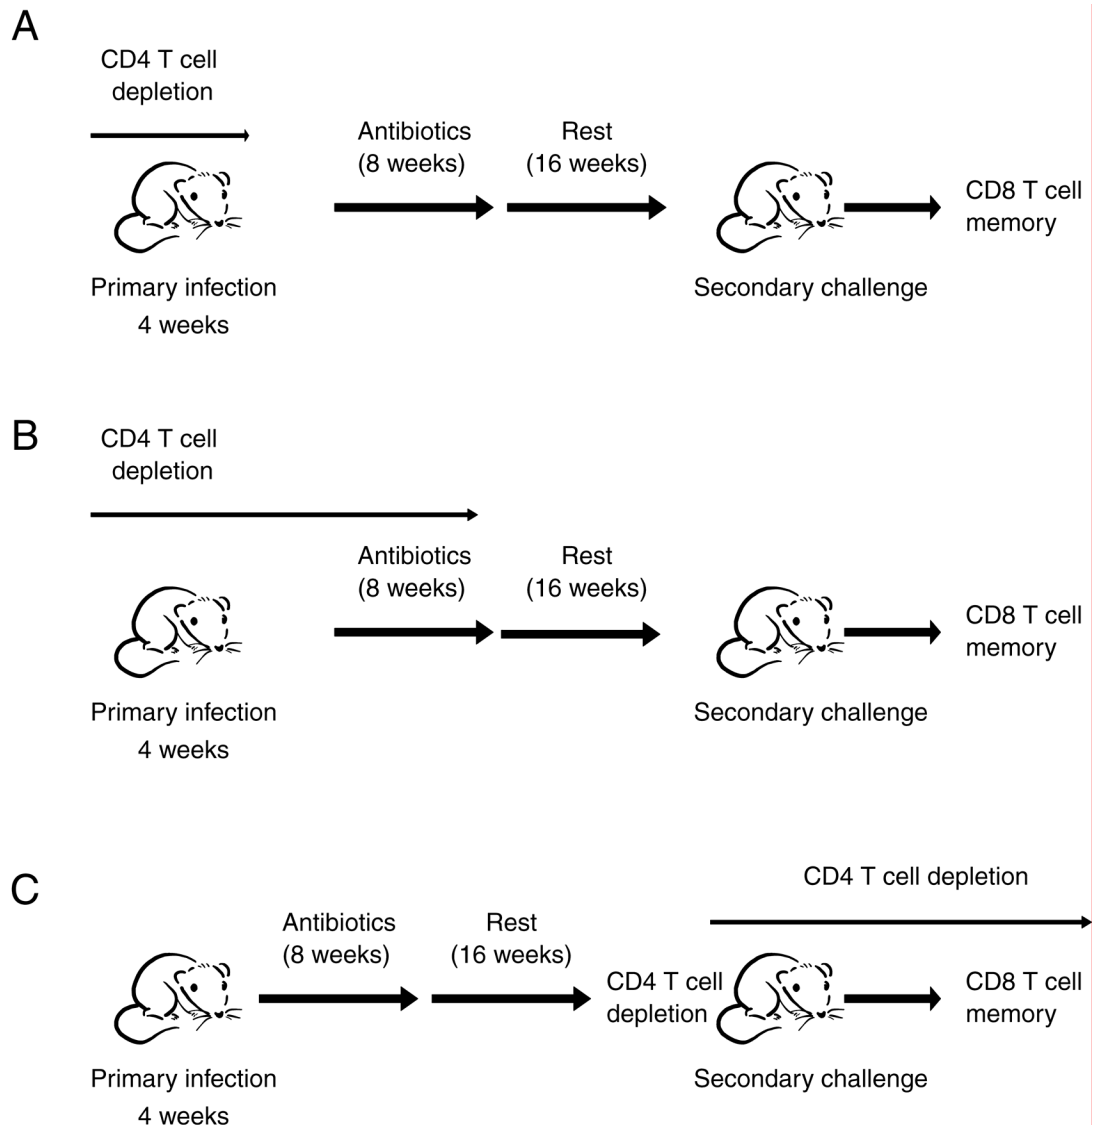 A
CD4 T cell
depletion
Antibiotics
(8 weeks)
Rest
(16 weeks)
CD8 T cell
memory
Primary infection
4 weeks
Secondary challenge
B
CD4 T cell
depletion
Antibiotics
(8 weeks)
Rest
(16 weeks)
CD8 T cell
memory
Primary infection
4 weeks
Secondary challenge
C
CD4 T cell depletion
Antibiotics
(8 weeks)
Rest
(16 weeks)
CD4 T cell
depletion
CD8 T cell
memory
Primary infection
4 weeks
Secondary challenge